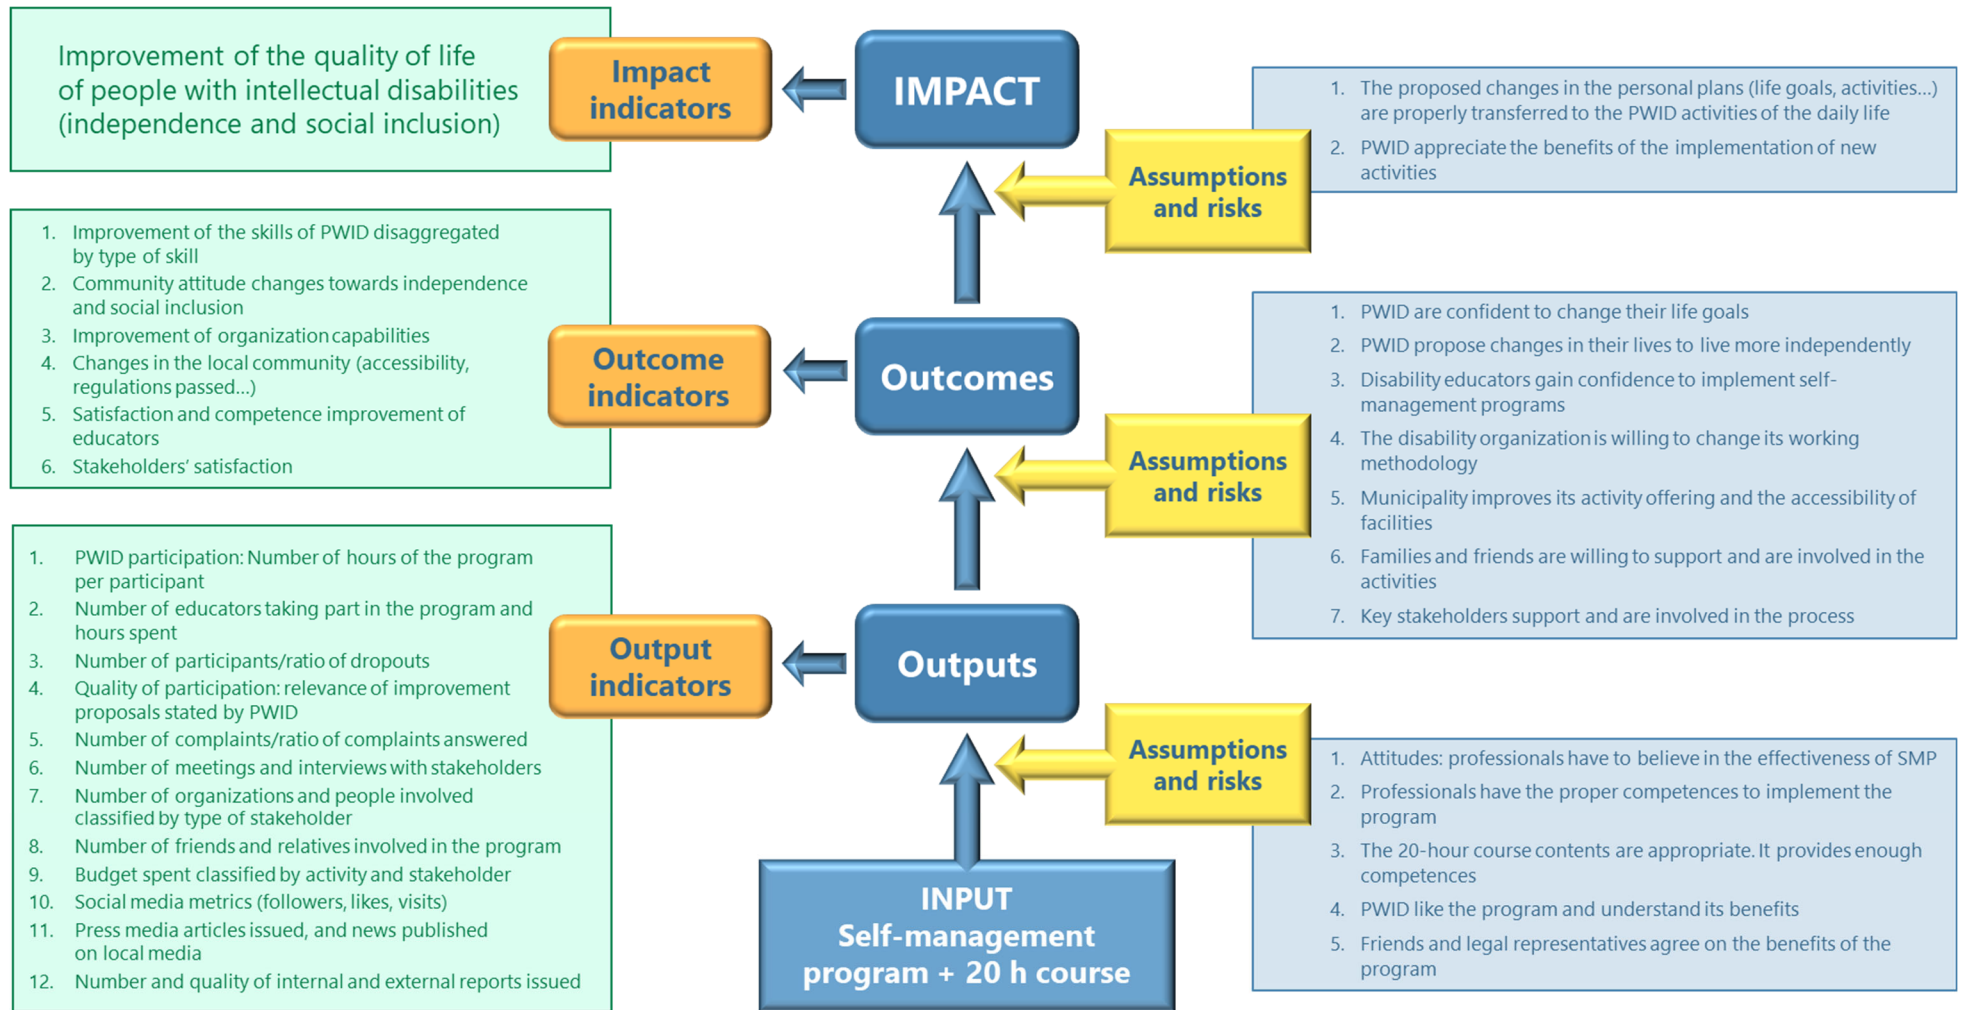 Improvement of the quality of life
of people with intellectual disabilities
(independence and social inclusion)
Impact
indicators
IMPACT
Assumptions
and risks
1. The proposed changes in the personal plans (life goals, activities...)
are properly transferred to the PWID activities of the daily life
2. PWID appreciate the benefits of the implementation of new
activities
1. Improvement of the skills of PWID disaggregated
by type of skill
2. Community attitude changes towards independence
and social inclusion
3. Improvement of organization capabilities
4. Changes in the local community (accessibility,
regulations passed...)
5. Satisfaction and competence improvement of
educators
6. Stakeholders' satisfaction
Outcome
indicators
Outcomes
Assumptions
and risks
1. PWID are confident to change their life goals
2. PWID propose changes in their lives to live more independently
3. Disability educators gain confidence to implement self-
management programs
4. The disability organization is willing to change its working
methodology
5. Municipality improves its activity offering and the accessibility of
facilities
6. Families and friends are willing to support and are involved in the
activities
7. Key stakeholders support and are involved in the process
1. PWID participation: Number of hours of the program
per participant
2. Number of educators taking part in the program and
hours spent
3. Number of participants/ratio of dropouts
4. Quality of participation: relevance of improvement
proposals stated by PWID
5. Number of complaints/ratio of complaints answered
6. Number of meetings and interviews with stakeholders
7. Number of organizations and people involved
classified by type of stakeholder
8. Number of friends and relatives involved in the program
9. Budget spent classified by activity and stakeholder
10. Social media metrics (followers, likes, visits)
11. Press media articles issued, and news published
on local media
12. Number and quality of internal and external reports issued
Output
indicators
Outputs
Assumptions
and risks
1. Attitudes: professionals have to believe in the effectiveness of SMP
2. Professionals have the proper competences to implement the
program
3. The 20-hour course contents are appropriate. It provides enough
competences
4. PWID like the program and understand its benefits
5. Friends and legal representatives agree on the benefits of the
program
INPUT
Self-management
program + 20 h course